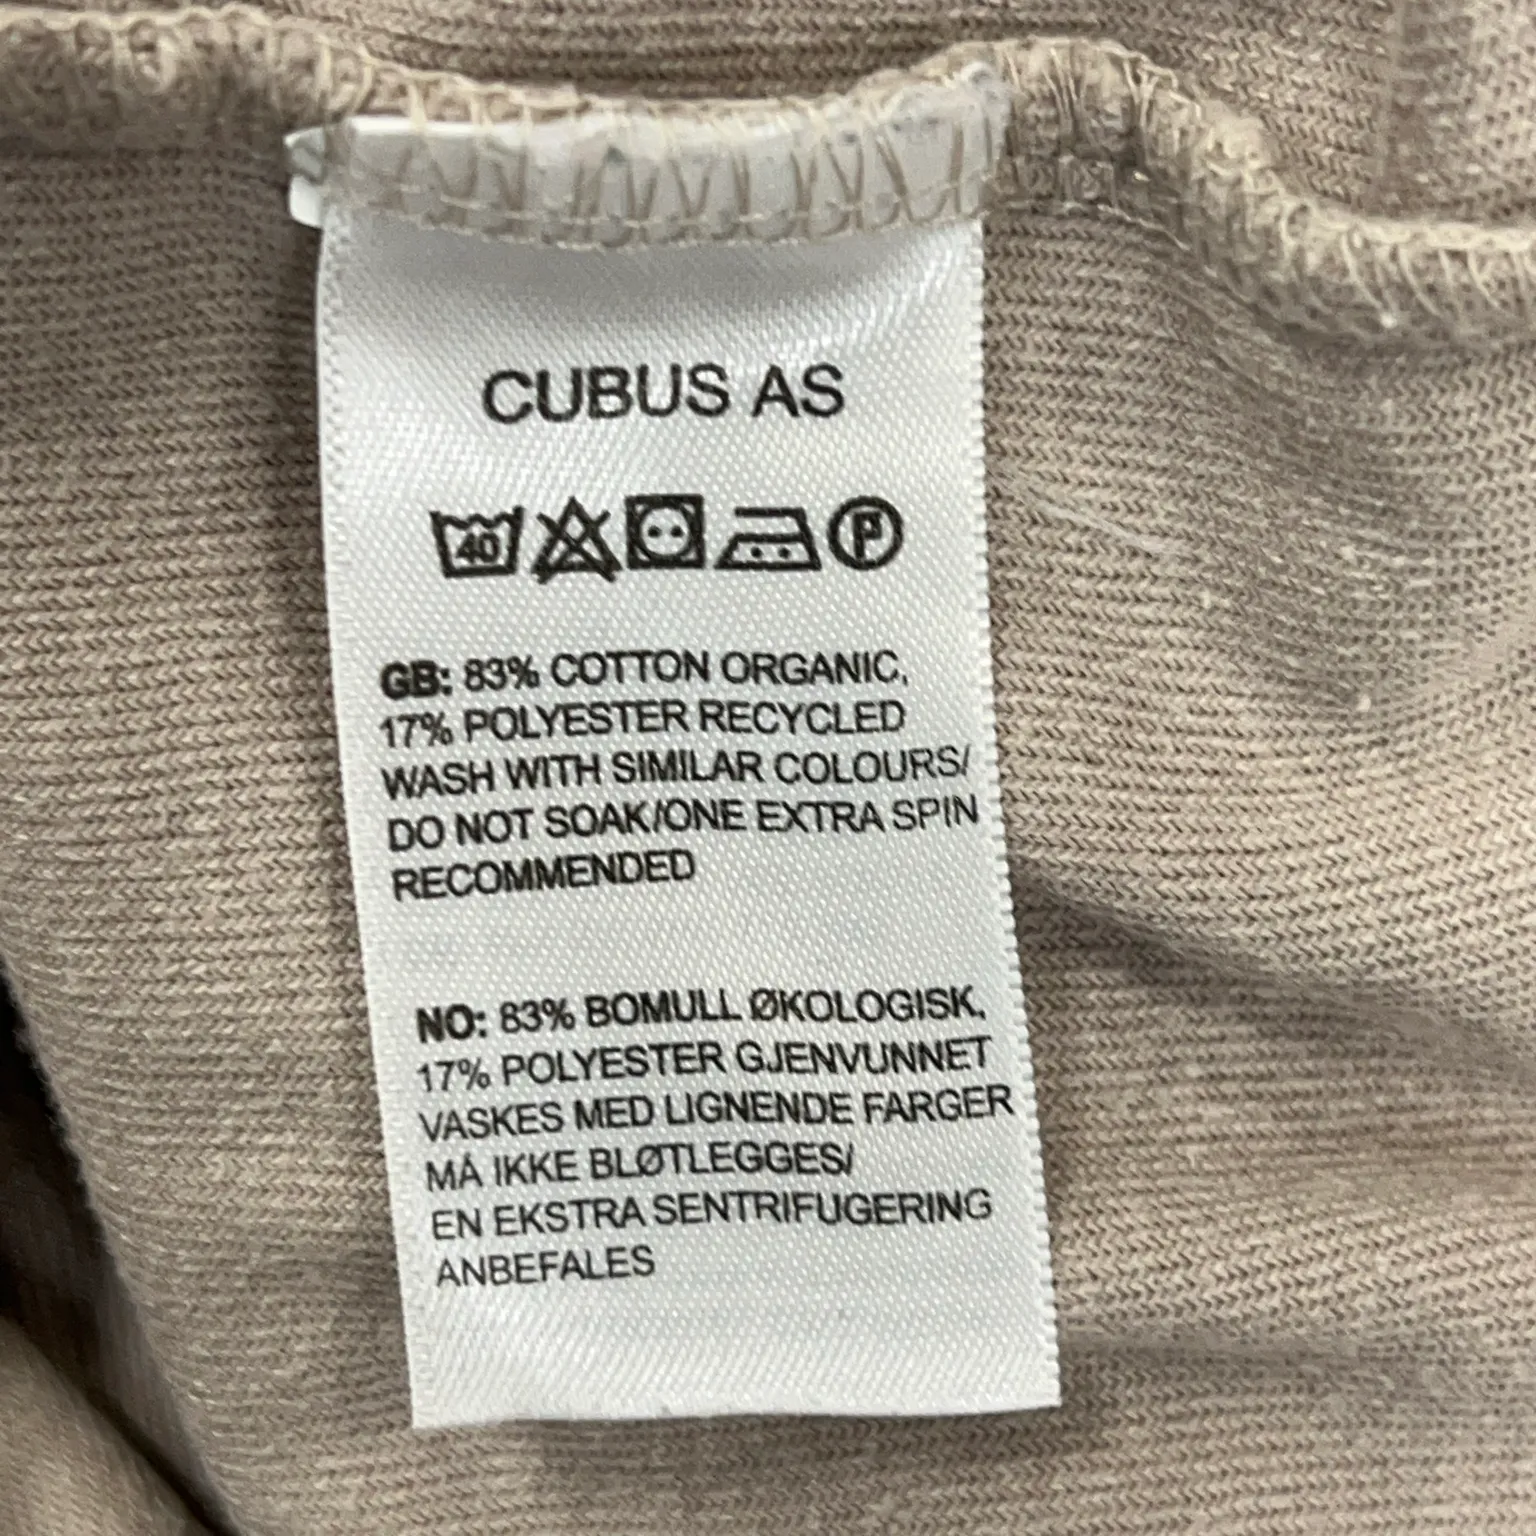 CUBUS AS
40 P
GB: 83% COTTON ORGANIC,
17% POLYESTER RECYCLED
WASH WITH SIMILAR COLOURS/
DO NOT SOAK/ONE EXTRA SPIN
RECOMMENDED
NO: 83% BOMULL ØKOLOGISK,
17% POLYESTER GJENVUNNET
VASKES MED LIGNENDE FARGER
MÅ IKKE BLØTLEGGES/
EN EKSTRA SENTRIFUGERING
ANBEFALES